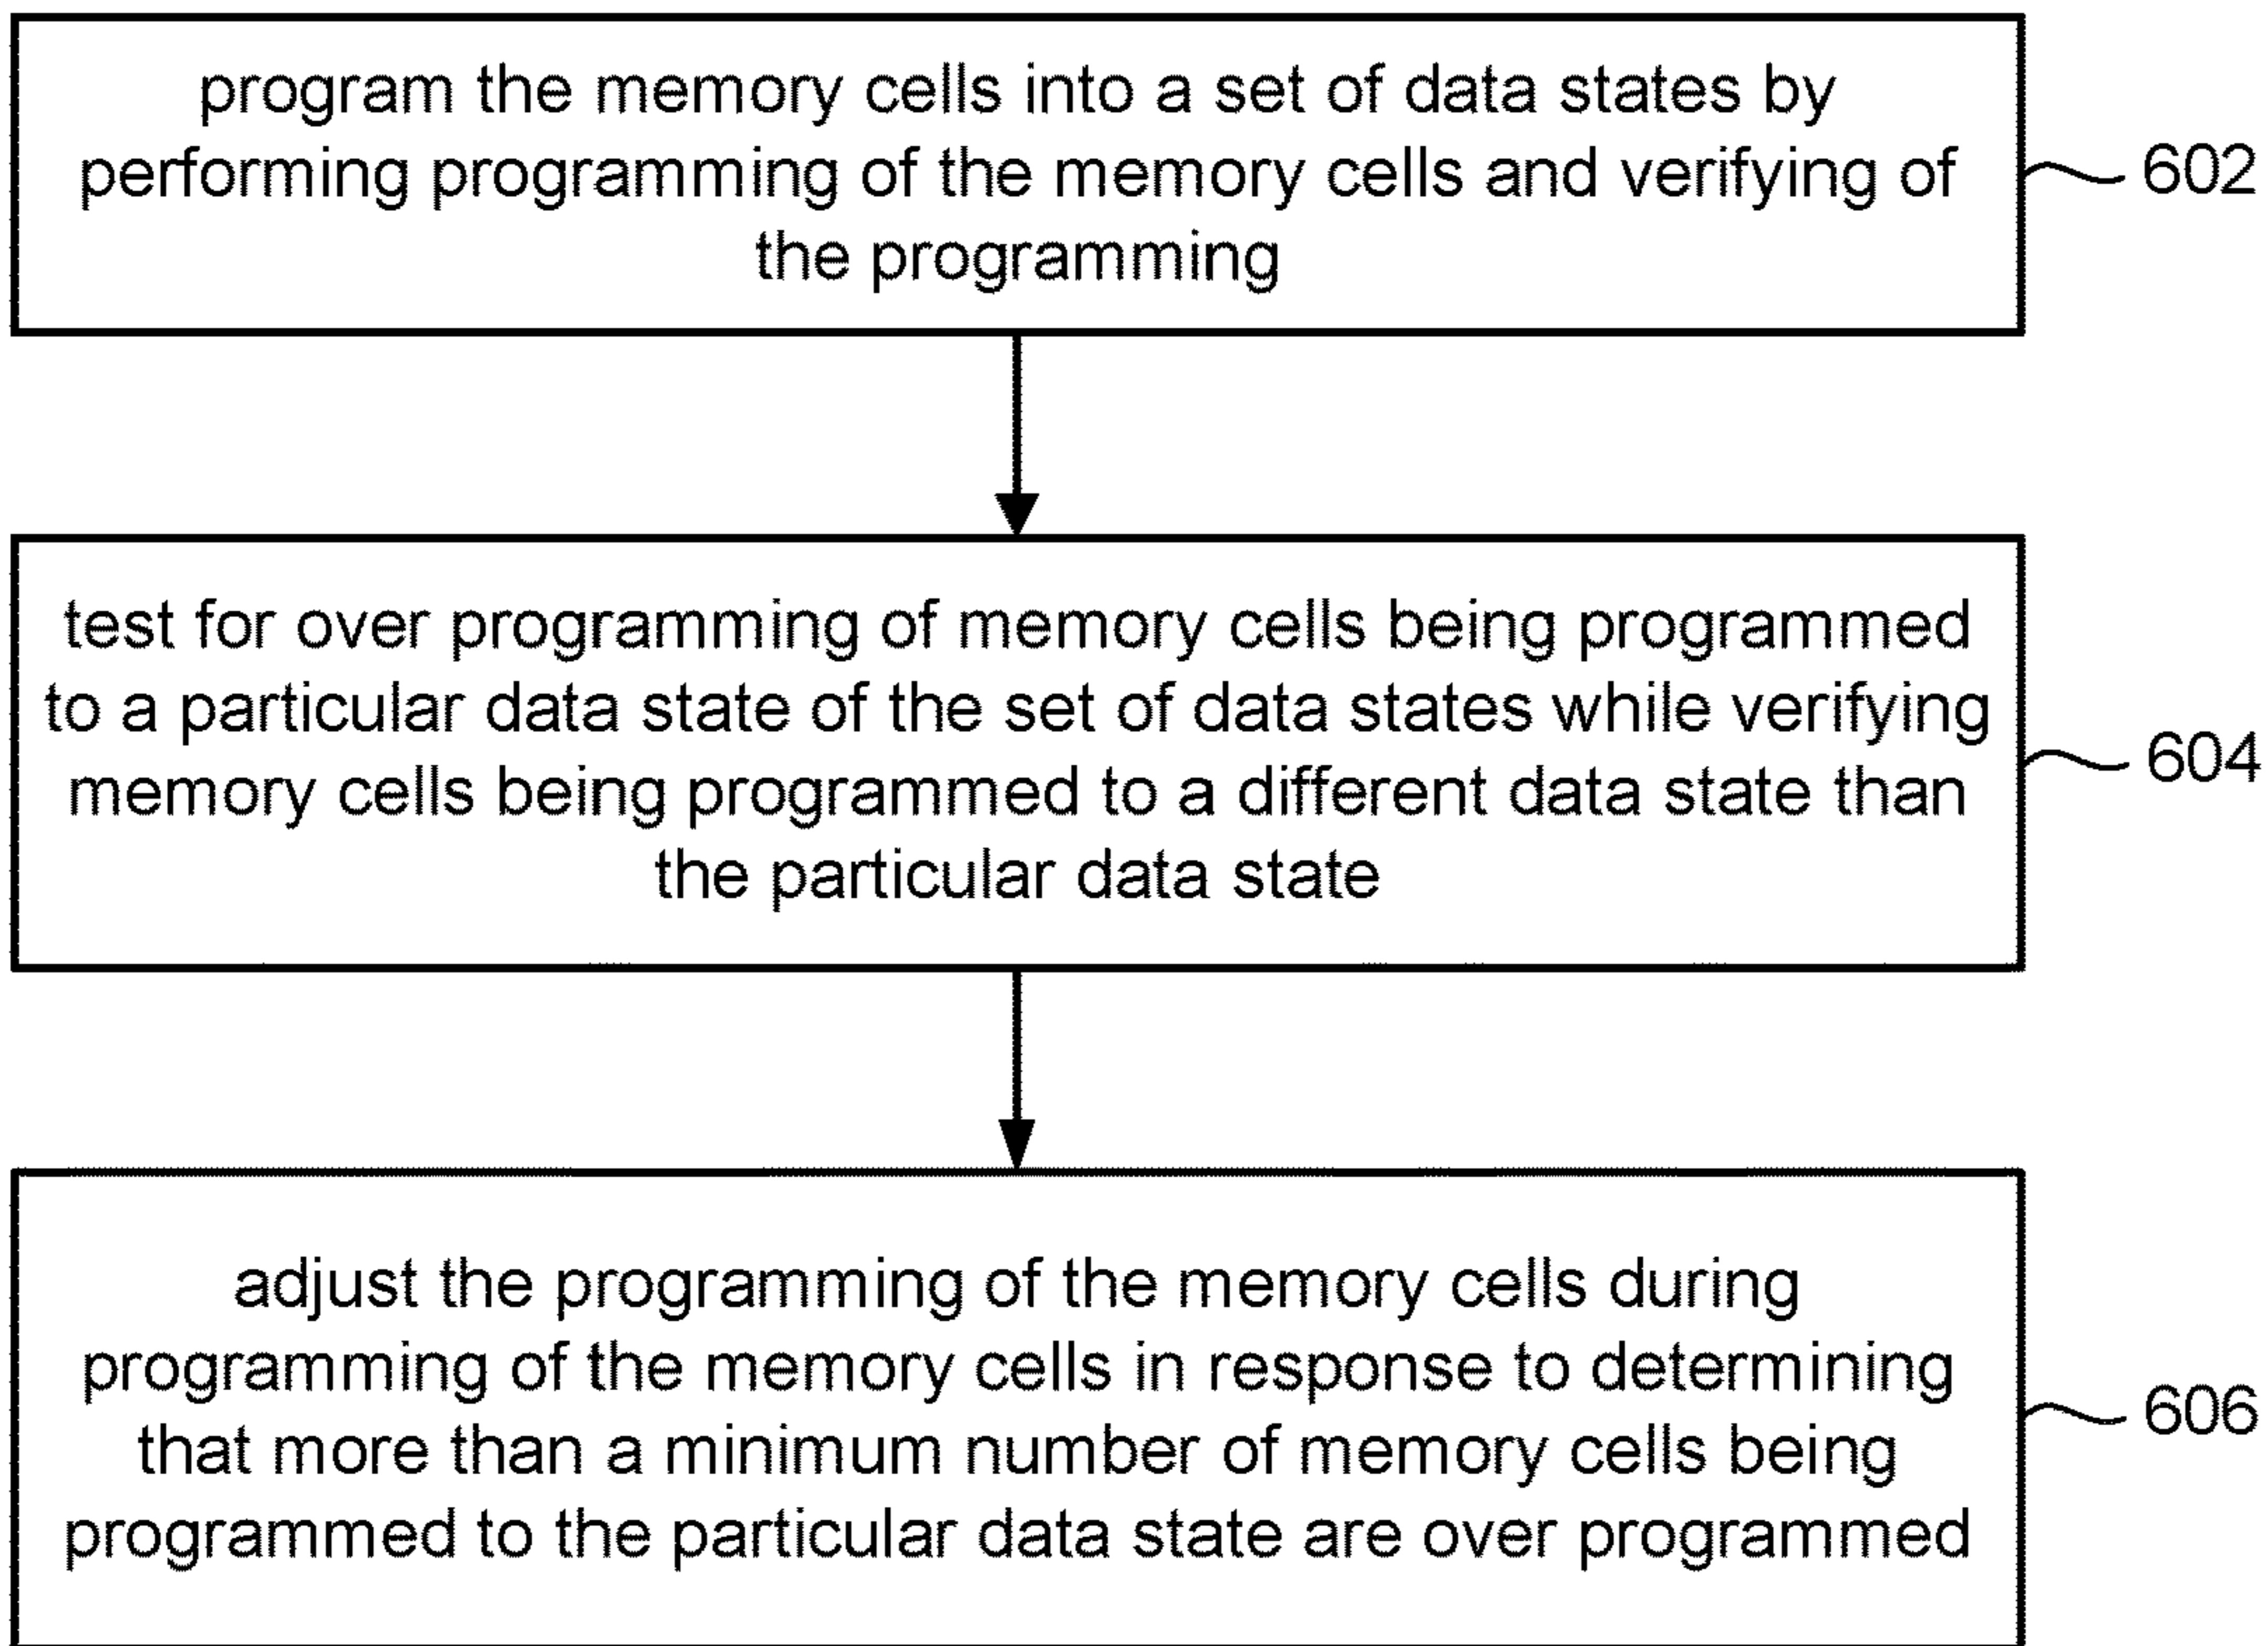 program the memory cells into a set of data states by
performing programming of the memory cells and verifying of
the programming
602
test for over programming of memory cells being programmed
to a particular data state of the set of data states while verifying
memory cells being programmed to a different data state than
the particular data state
604
adjust the programming of the memory cells during
programming of the memory cells in response to determining
that more than a minimum number of memory cells being
programmed to the particular data state are over programmed
606